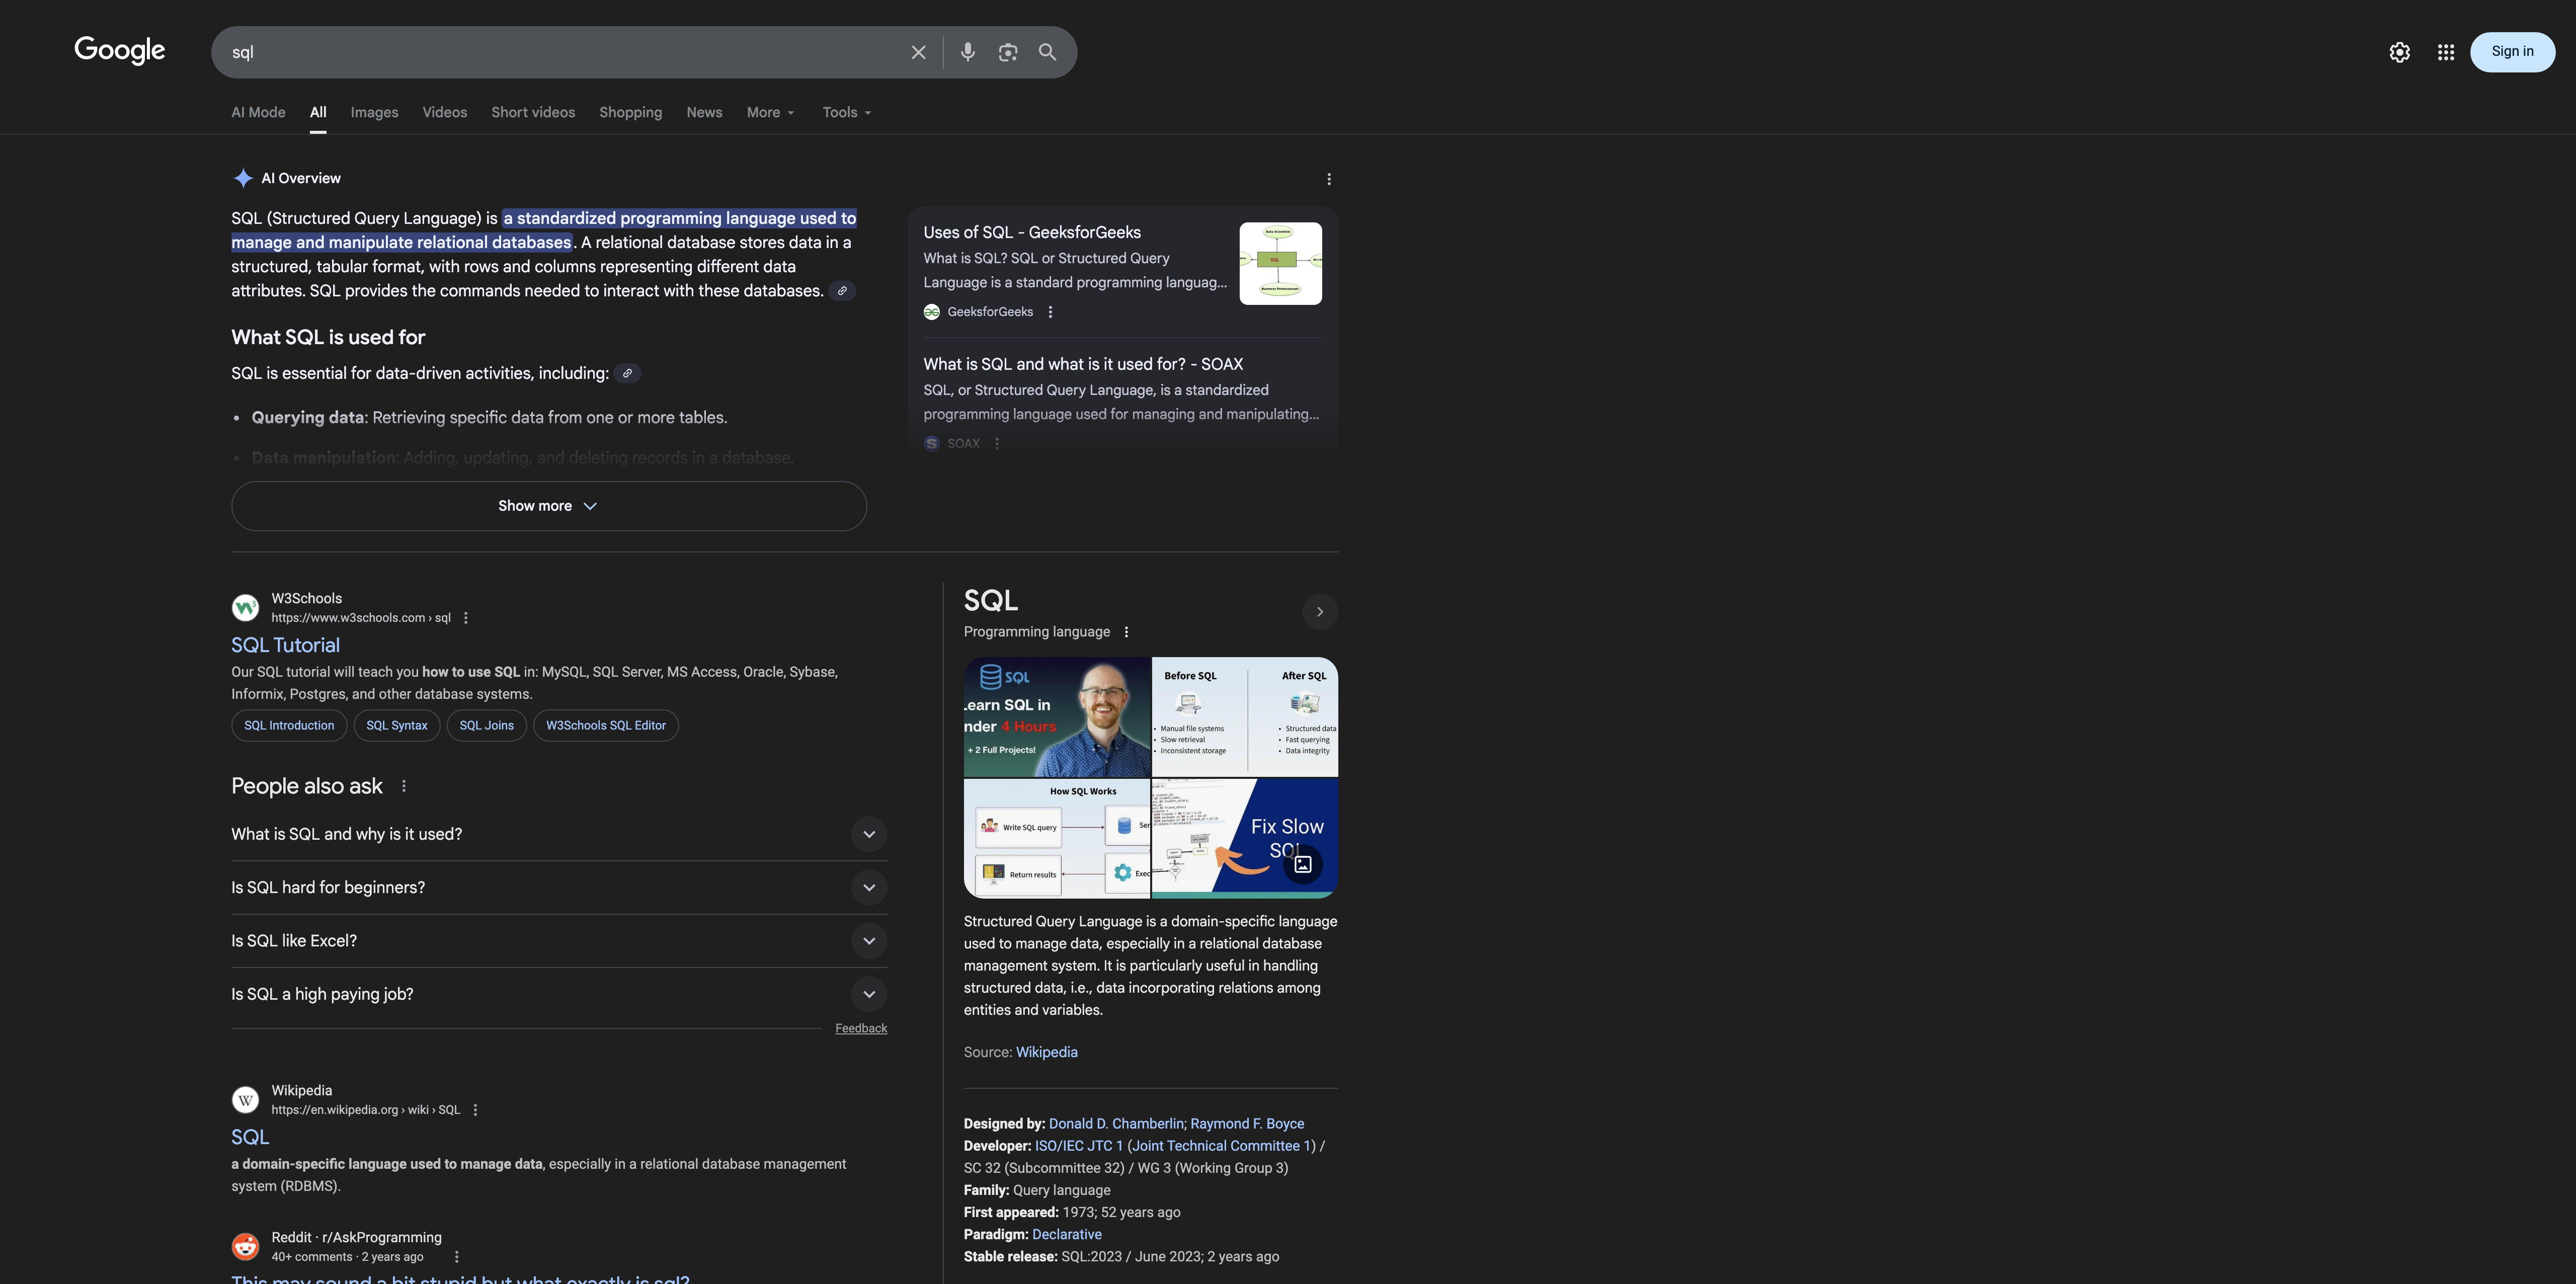 Google
sql
Sign in
AI Mode
All
Images
Videos
Short videos
Shopping
News
More
Tools
AI Overview
SQL (Structured Query Language) is a standardized programming language used to
manage and manipulate relational databases. A relational database stores data in a
structured, tabular format, with rows and columns representing different data
attributes. SQL provides the commands needed to interact with these databases.
What SQL is used for
SQL is essential for data-driven activities, including:
• Querying data: Retrieving specific data from one or more tables.
• Data manipulation: Adding, updating, and deleting records in a database.
Show more
Uses of SQL - GeeksforGeeks
What is SQL? SQL or Structured Query
Language is a standard programming languag...
GeeksforGeeks
Data Scientists
SQL
Business Professionals
What is SQL and what is it used for? - SOAX
SQL, or Structured Query Language, is a standardized
programming language used for managing and manipulating...
SOAX
W3Schools
https://www.w3schools.com › sql
SQL Tutorial
Our SQL tutorial will teach you how to use SQL in: MySQL, SQL Server, MS Access, Oracle, Sybase,
Informix, Postgres, and other database systems.
SQL Introduction
SQL Syntax
SQL Joins
W3Schools SQL Editor
People also ask
What is SQL and why is it used?
Is SQL hard for beginners?
Is SQL like Excel?
Is SQL a high paying job?
Feedback
Wikipedia
https://en.wikipedia.org › wiki › SQL
SQL
a domain-specific language used to manage data, especially in a relational database management
system (RDBMS).
Reddit · r/AskProgramming
40+ comments · 2 years ago
This may sound a bit stupid but what exactly is sql?
SQL
Programming language
SQL
earn SQL in
nder 4 Hours
+ 2 Full Projects!
Before SQL
• Manual file systems
• Slow retrieval
• Inconsistent storage
After SQL
• Structured data
• Fast querying
• Data integrity
How SQL Works
Write SQL query
Ser
Return results
Exec
Fix Slow
SQL
Structured Query Language is a domain-specific language
used to manage data, especially in a relational database
management system. It is particularly useful in handling
structured data, i.e., data incorporating relations among
entities and variables.
Source: Wikipedia
Designed by: Donald D. Chamberlin; Raymond F. Boyce
Developer: ISO/IEC JTC 1 (Joint Technical Committee 1) /
SC 32 (Subcommittee 32) / WG 3 (Working Group 3)
Family: Query language
First appeared: 1973; 52 years ago
Paradigm: Declarative
Stable release: SQL:2023 / June 2023; 2 years ago